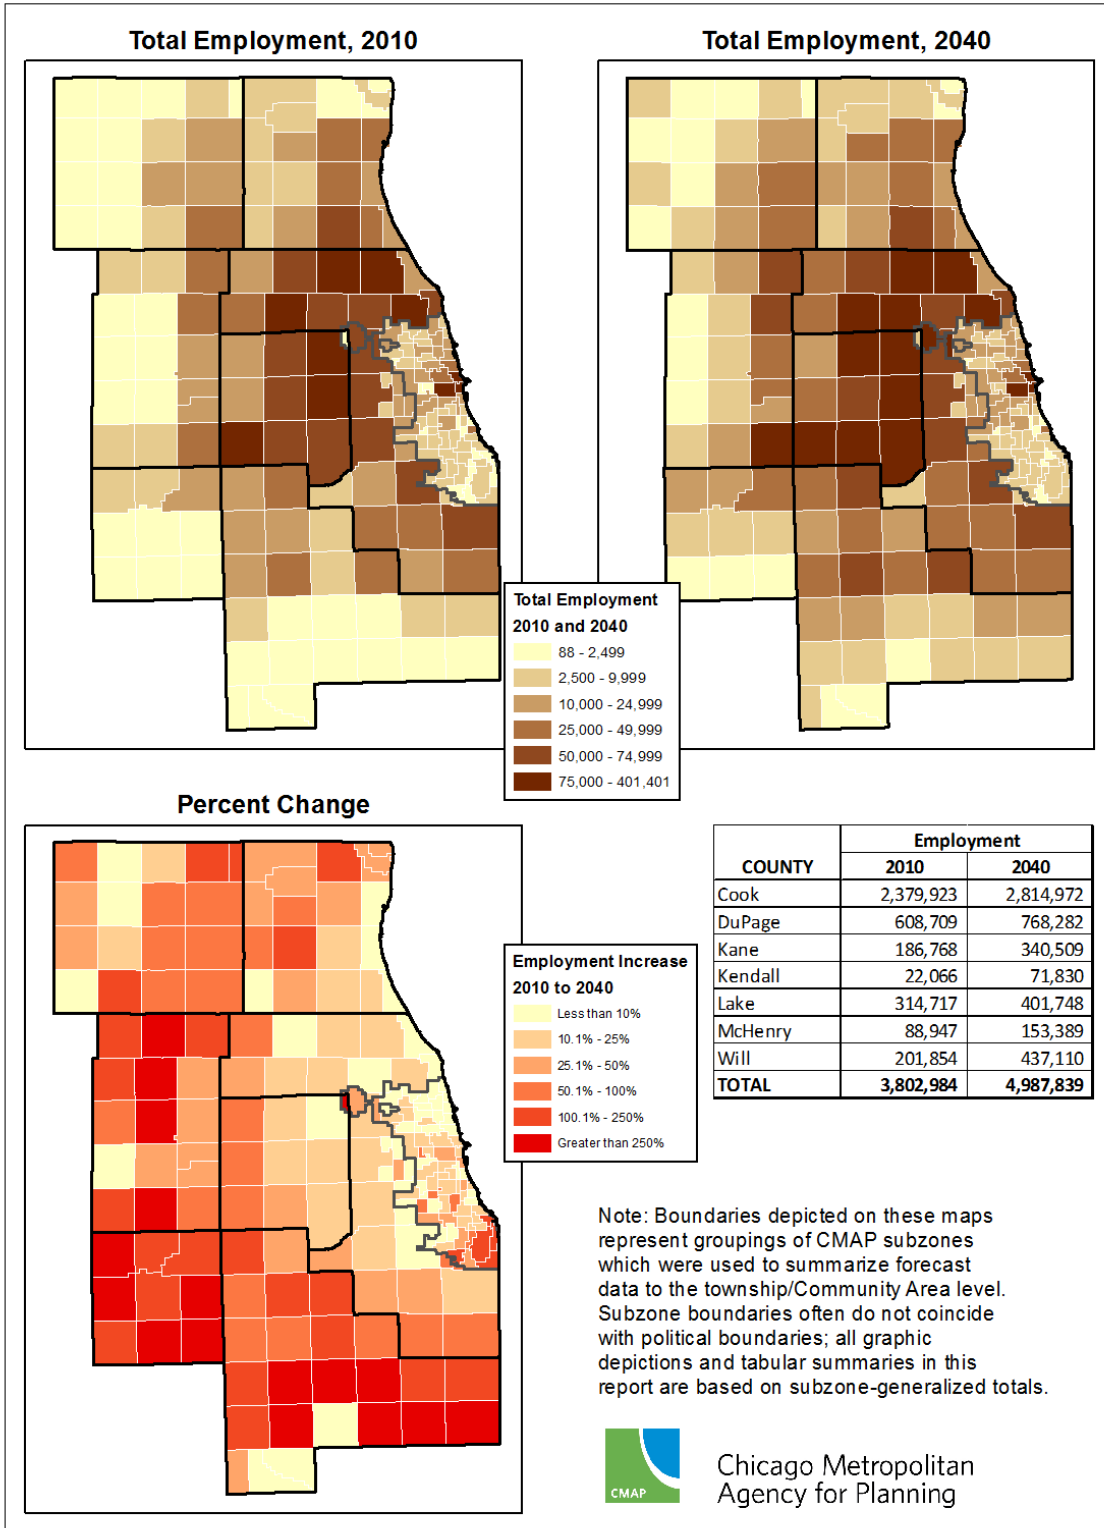 Total Employment, 2010
Total Employment, 2040
Total Employment
2010 and 2040
88 - 2,499
2,500 - 9,999
10,000 - 24,999
25,000 - 49,999
50,000 - 74,999
75,000 - 401,401
Percent Change
Employment Increase
2010 to 2040
Less than 10%
10.1% - 25%
25.1% - 50%
50.1% - 100%
100.1% - 250%
Greater than 250%
Employment
COUNTY 2010 2040
Cook 2,379,923 2,814,972
DuPage 608,709 768,282
Kane 186,768 340,509
Kendall 22,066 71,830
Lake 314,717 401,748
McHenry 88,947 153,389
Will 201,854 437,110
TOTAL 3,802,984 4,987,839
Note: Boundaries depicted on these maps
represent groupings of CMAP subzones
which were used to summarize forecast
data to the township/Community Area level.
Subzone boundaries often do not coincide
with political boundaries; all graphic
depictions and tabular summaries in this
report are based on subzone-generalized totals.
CMAP
Chicago Metropolitan
Agency for Planning